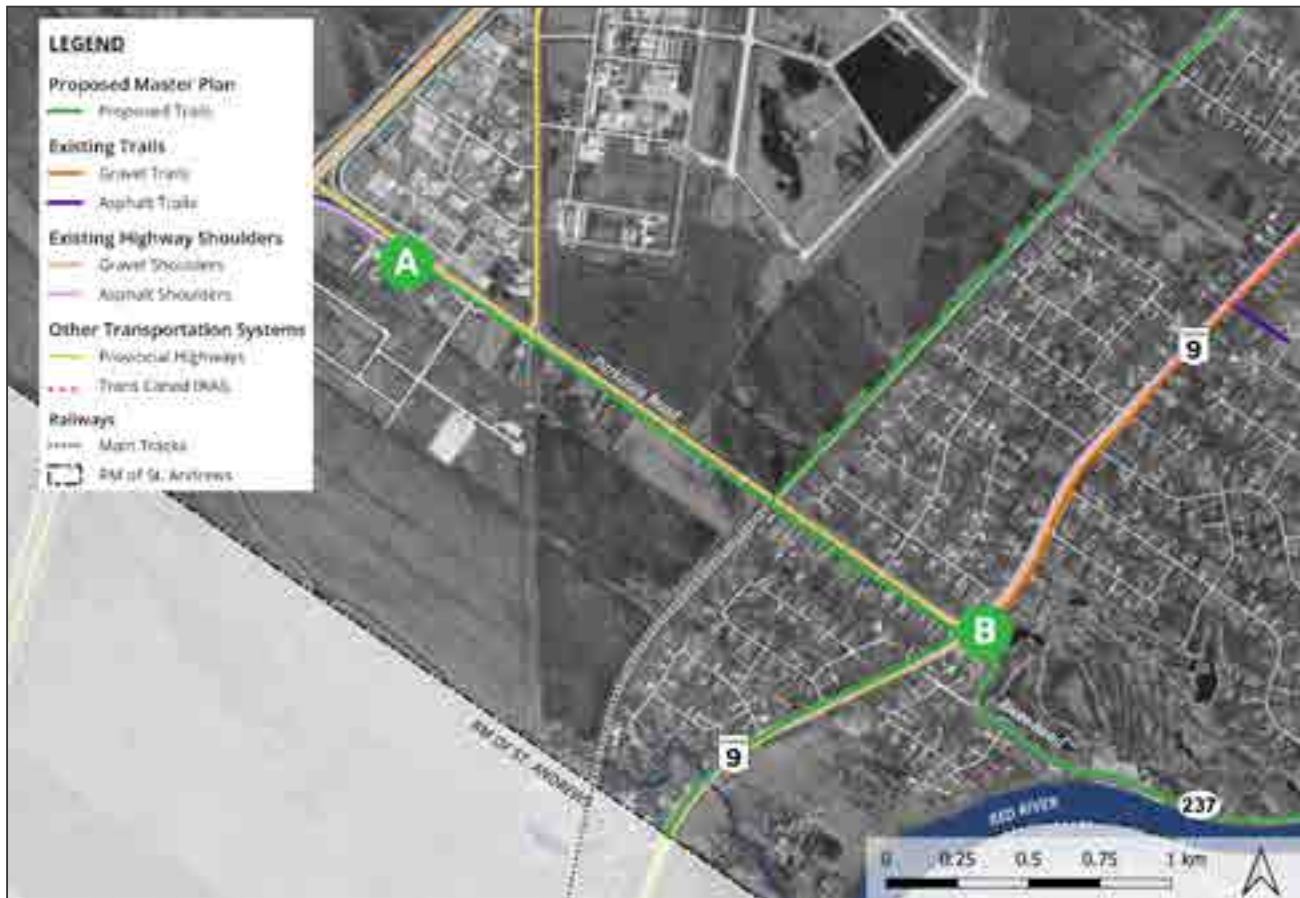 LEGEND
Proposed Master Plan
Proposed Trails
Existing Trails
Gravel Trails
Asphalt Trails
Existing Highway Shoulders
Gravel Shoulders
Asphalt Shoulders
Other Transportation Systems
Provincial Highways
Railways
Main Tracks
RM of St. Andrews
A
9
Road
B
9
RM OF ST. ANDREWS
237
RED RIVER
0 0.25 0.5 0.75 1 km